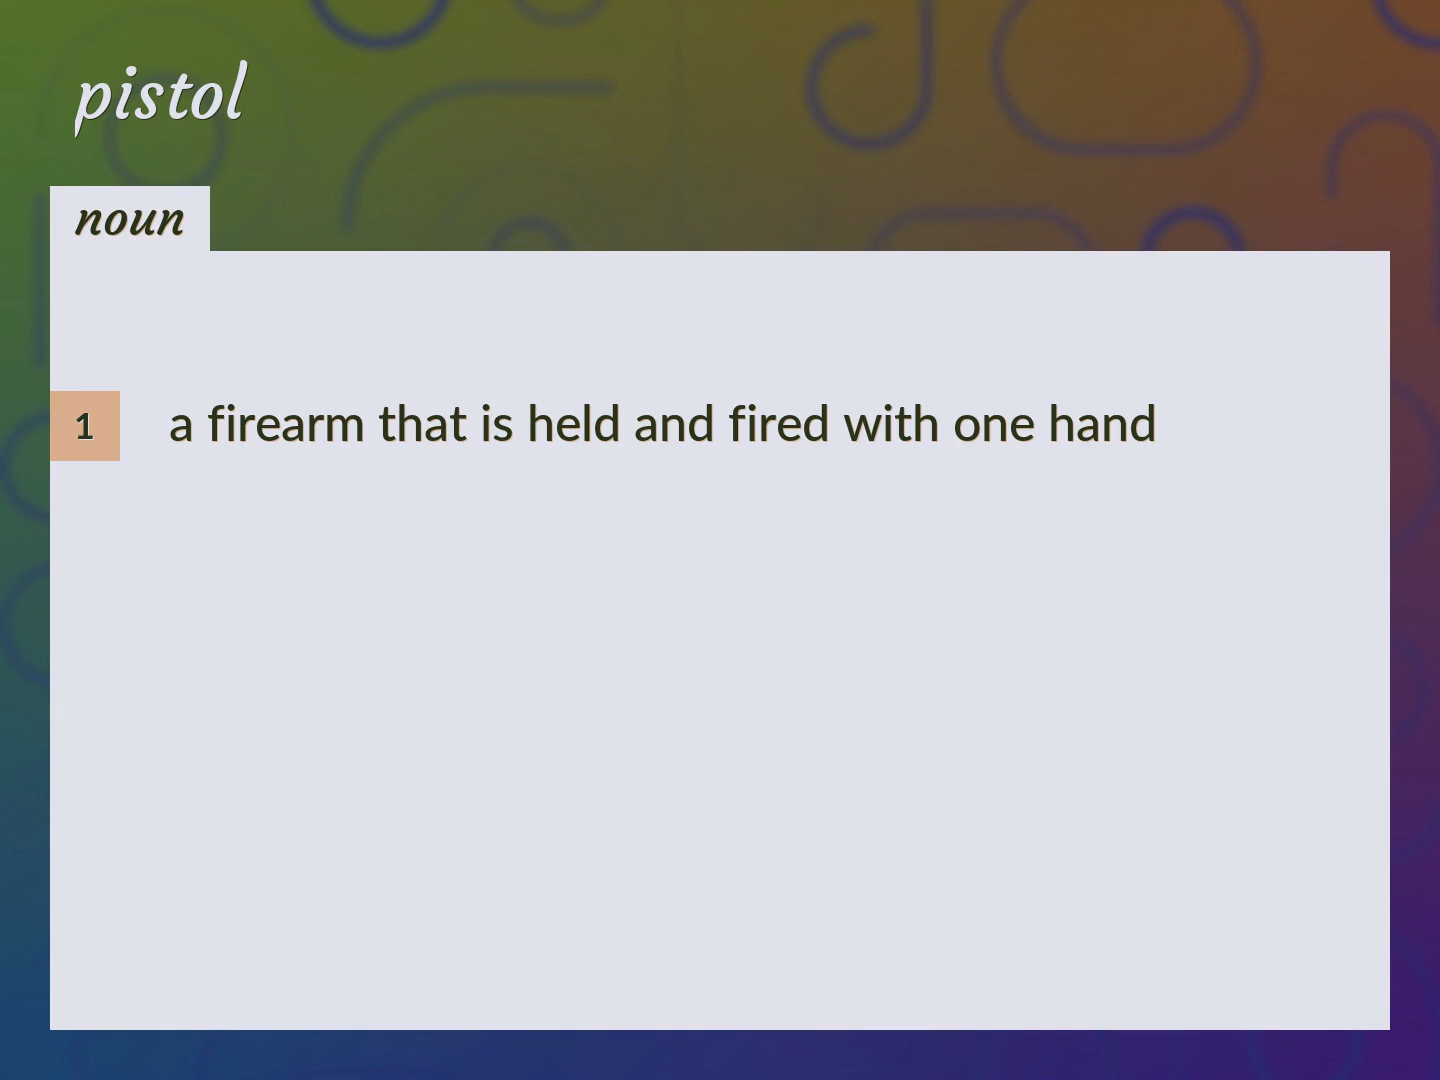 pistol
noun
1 a firearm that is held and fired with one hand